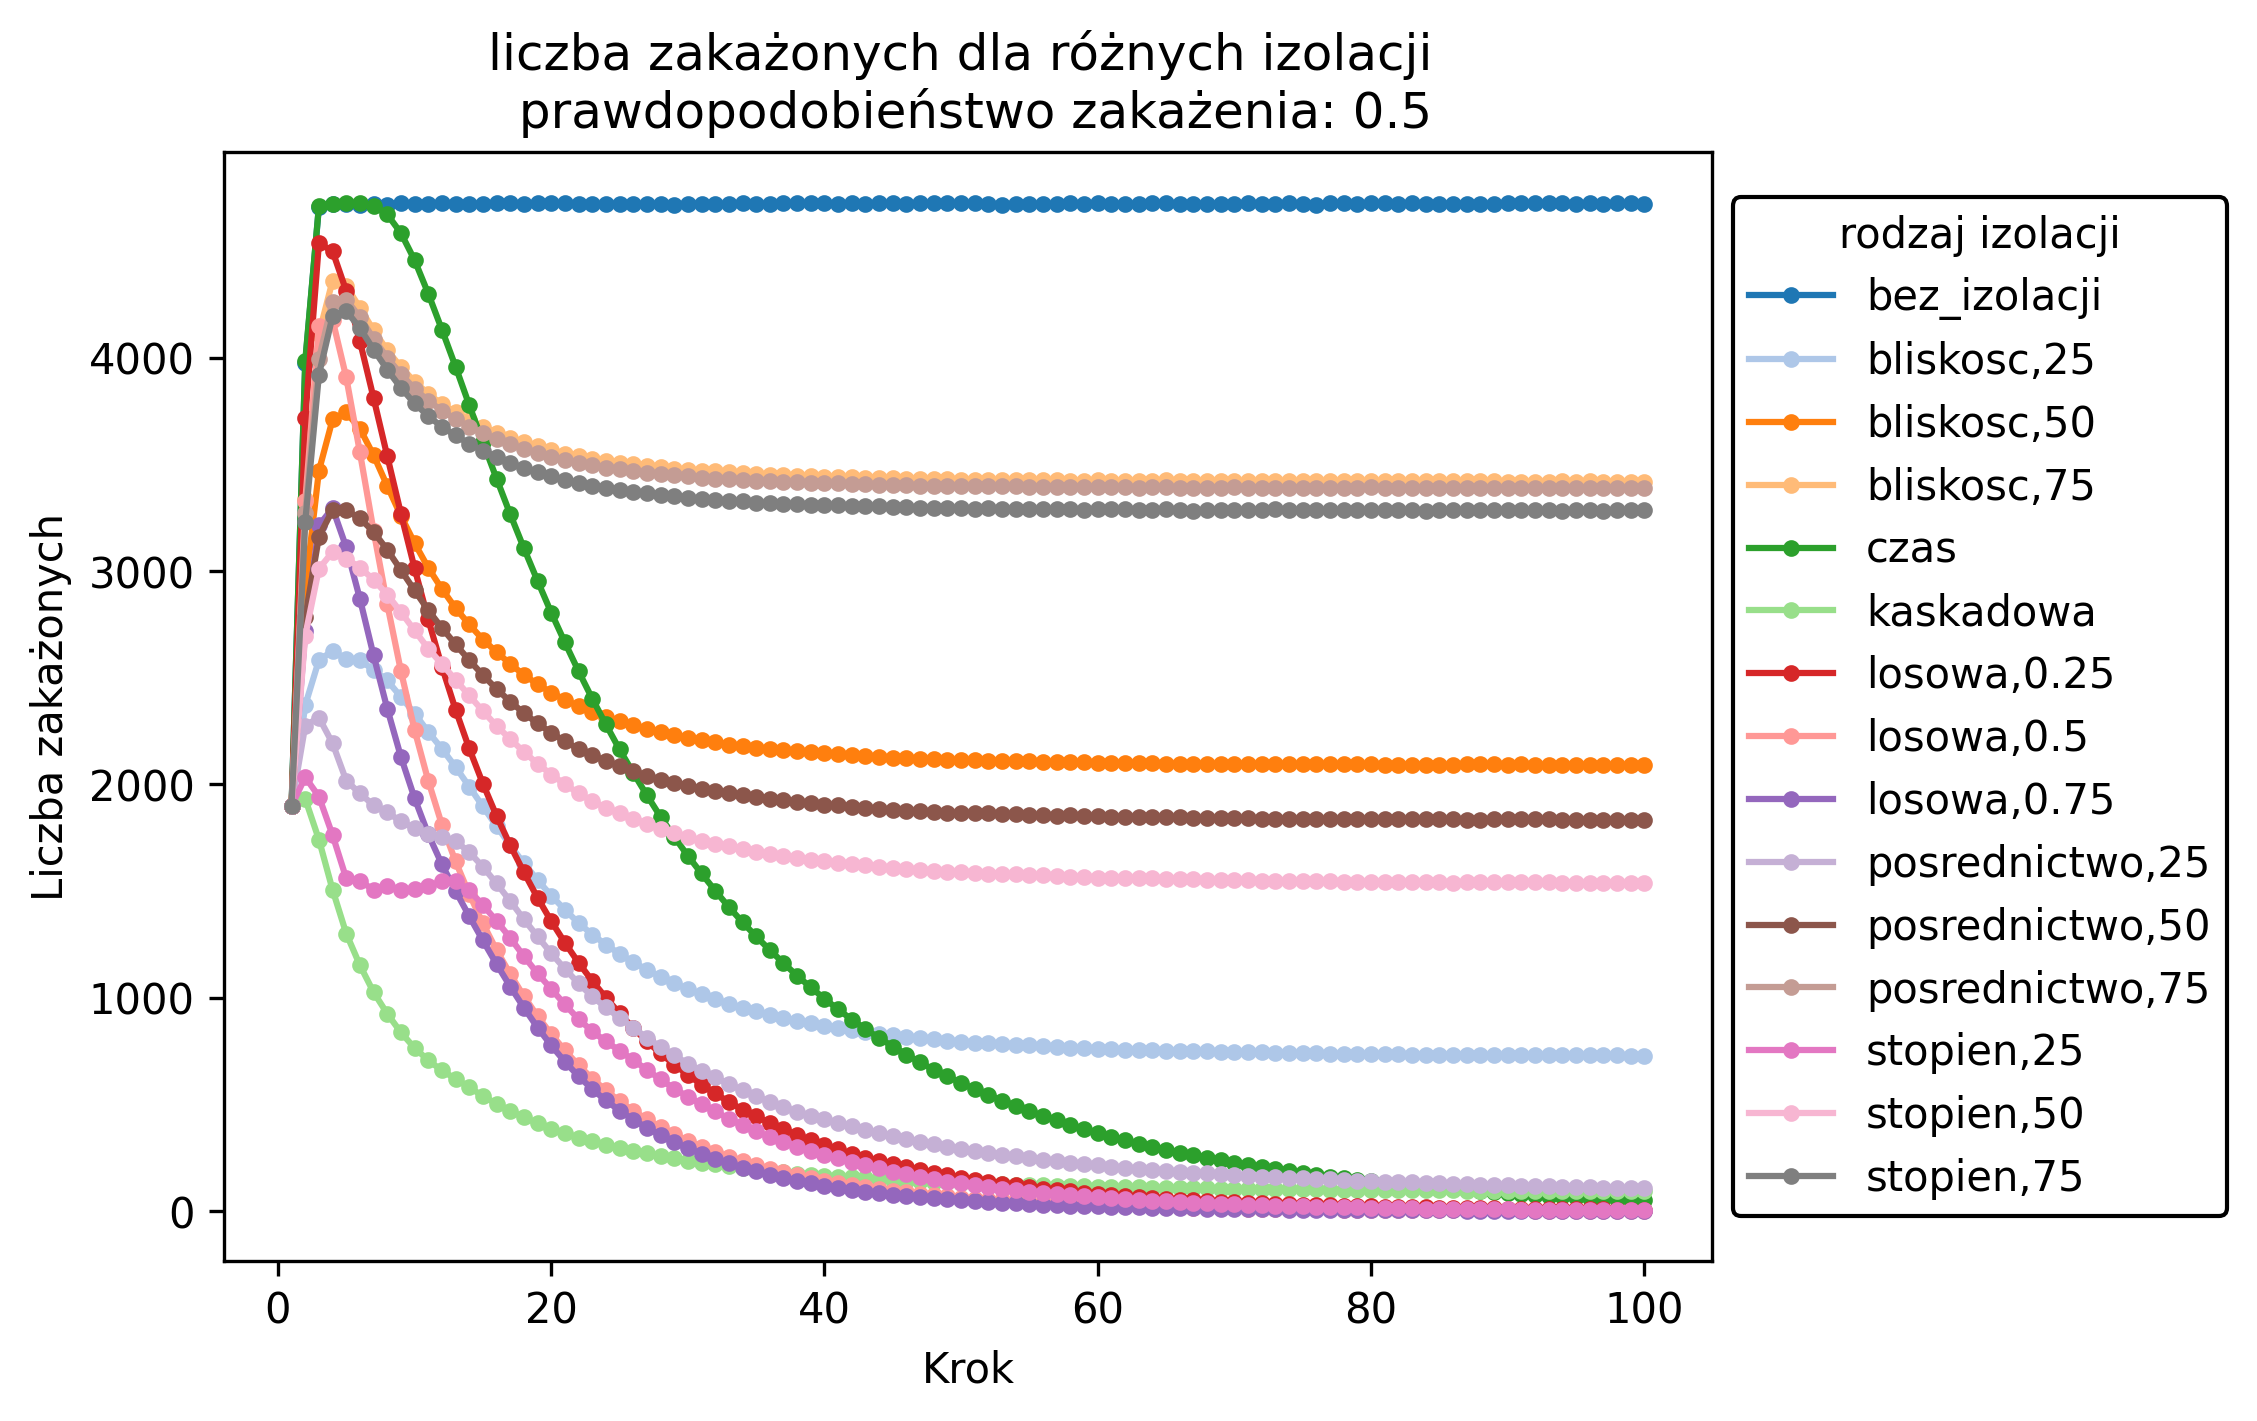 liczba zakażonych dla różnych izolacji
prawdopodobieństwo zakażenia: 0.5
Liczba zakażonych
4000
3000
2000
1000
0
0 20 40 60 80 100
Krok
rodzaj izolacji
bez_izolacji
bliskosc,25
bliskosc,50
bliskosc,75
czas
kaskadowa
losowa,0.25
losowa,0.5
losowa,0.75
posrednictwo,25
posrednictwo,50
posrednictwo,75
stopien,25
stopien,50
stopien,75